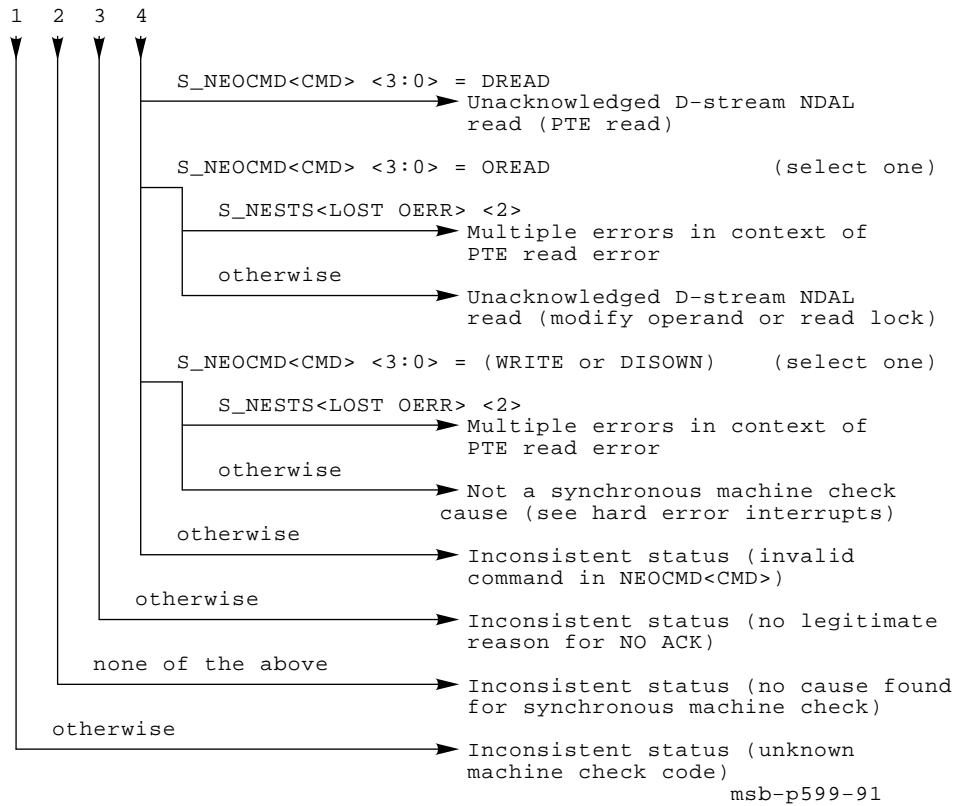 1 2 3 4
S_NEOCMD<CMD> <3:0> = DREAD
Unacknowledged D-stream NDAL
read (PTE read)
S_NEOCMD<CMD> <3:0> = OREAD (select one)
S_NESTS<LOST OERR> <2>
Multiple errors in context of
PTE read error
otherwise
Unacknowledged D-stream NDAL
read (modify operand or read lock)
S_NEOCMD<CMD> <3:0> = (WRITE or DISOWN) (select one)
S_NESTS<LOST OERR> <2>
Multiple errors in context of
PTE read error
otherwise
Not a synchronous machine check
cause (see hard error interrupts)
otherwise
Inconsistent status (invalid
command in NEOCMD<CMD>)
otherwise
Inconsistent status (no legitimate
reason for NO ACK)
none of the above
Inconsistent status (no cause found
for synchronous machine check)
otherwise
Inconsistent status (unknown
machine check code)
msb-p599-91